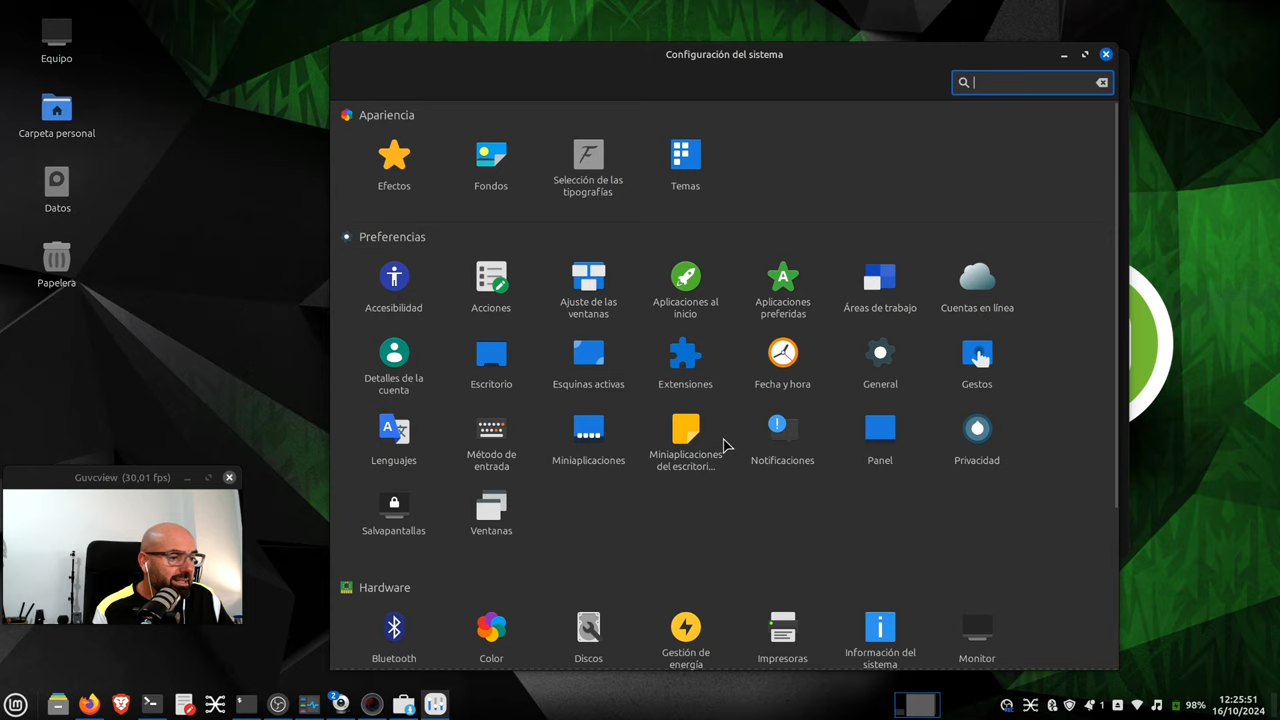 Equipo
Carpeta personal
Datos
Papelera
Configuración del sistema
Apariencia
Efectos
Fondos
Selección de las
tipografías
Temas
Preferencias
Accesibilidad
Acciones
Ajuste de las
ventanas
Aplicaciones al
inicio
Aplicaciones
preferidas
Áreas de trabajo
Cuentas en línea
Detalles de la
cuenta
Escritorio
Esquinas activas
Extensiones
Fecha y hora
General
Gestos
Lenguajes
Método de
entrada
Miniaplicaciones
Miniaplicaciones
del escritori...
Notificaciones
Panel
Privacidad
Salvapantallas
Ventanas
Hardware
Bluetooth
Color
Discos
Gestión de
energía
Impresoras
Información del
sistema
Monitor
Guvcview (30,01 fps)
2
1
98%
12:25:51
16/10/2024